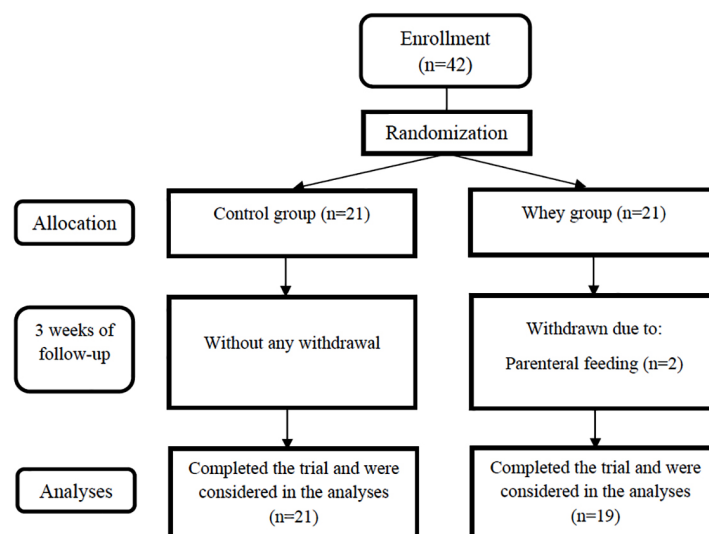 Enrollment
(n=42)
Randomization
Allocation
Control group (n=21)
Whey group (n=21)
3 weeks of
follow-up
Without any withdrawal
Withdrawn due to:
Parenteral feeding (n=2)
Analyses
Completed the trial and were
considered in the analyses
(n=21)
Completed the trial and were
considered in the analyses
(n=19)